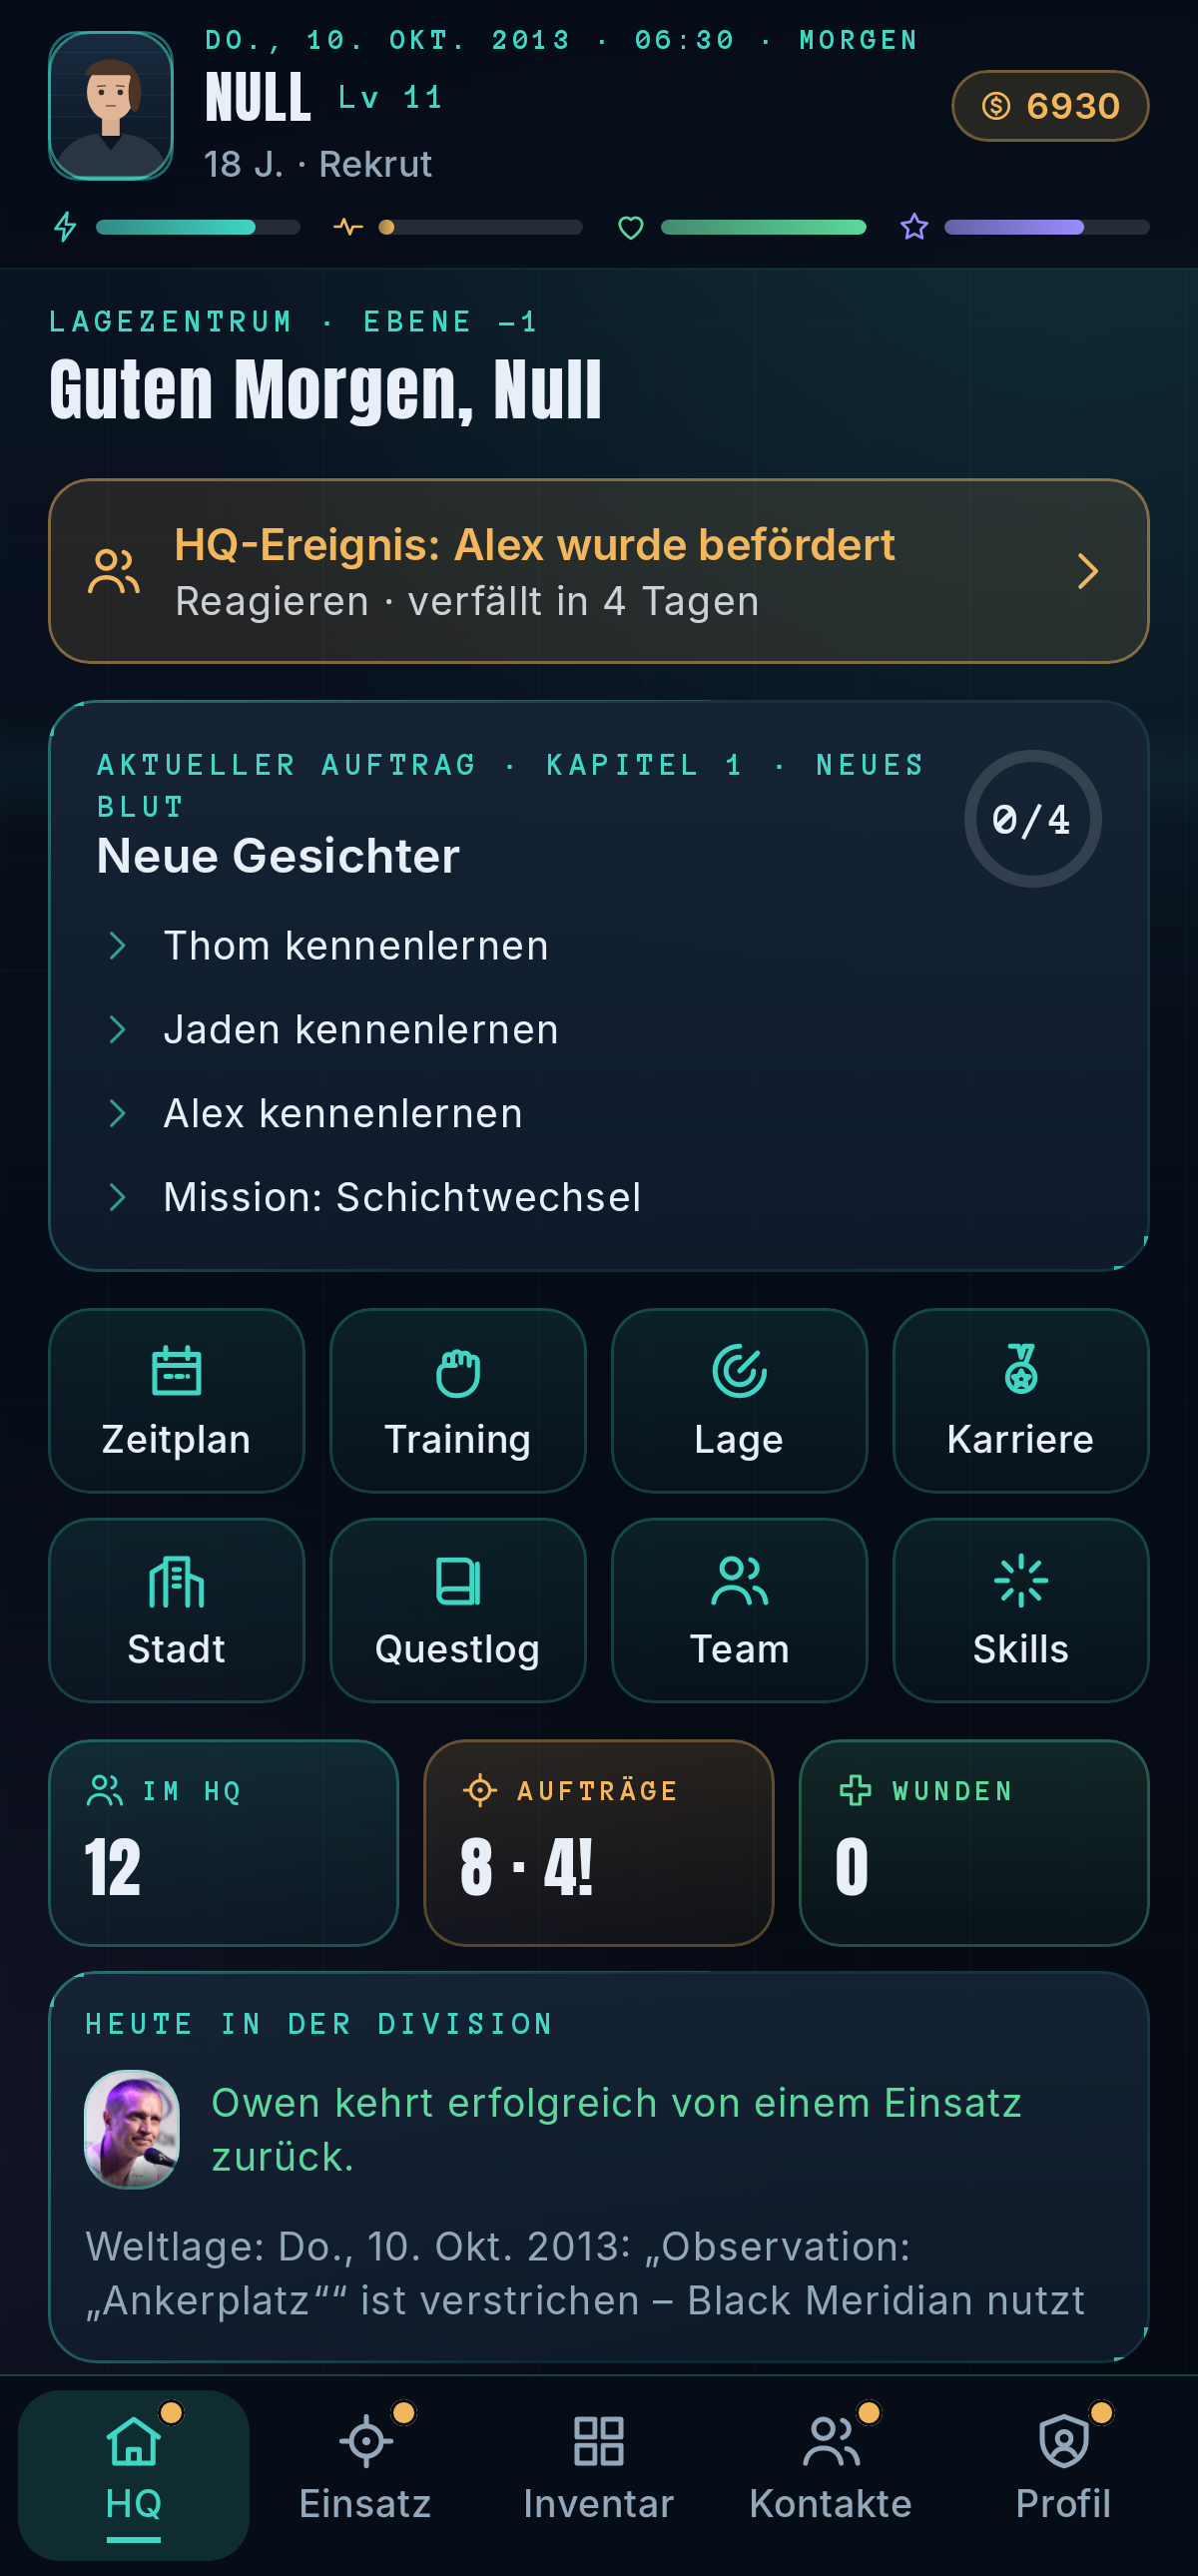 DO., 10. OKT. 2013 · 06:30 · MORGEN
NULL Lv 11
6930
18 J. · Rekrut
LAGEZENTRUM · EBENE −1
Guten Morgen, Null
HQ-Ereignis: Alex wurde befördert
Reagieren · verfällt in 4 Tagen
AKTUELLER AUFTRAG · KAPITEL 1 · NEUES
BLUT
0/4
Neue Gesichter
Thom kennenlernen
Jaden kennenlernen
Alex kennenlernen
Mission: Schichtwechsel
Zeitplan
Training
Lage
Karriere
Stadt
Questlog
Team
Skills
IM HQ
12
AUFTRÄGE
8 · 4!
WUNDEN
0
HEUTE IN DER DIVISION
Owen kehrt erfolgreich von einem Einsatz
zurück.
Weltlage: Do., 10. Okt. 2013: „Observation:
„Ankerplatz““ ist verstrichen – Black Meridian nutzt
HQ
Einsatz
Inventar
Kontakte
Profil